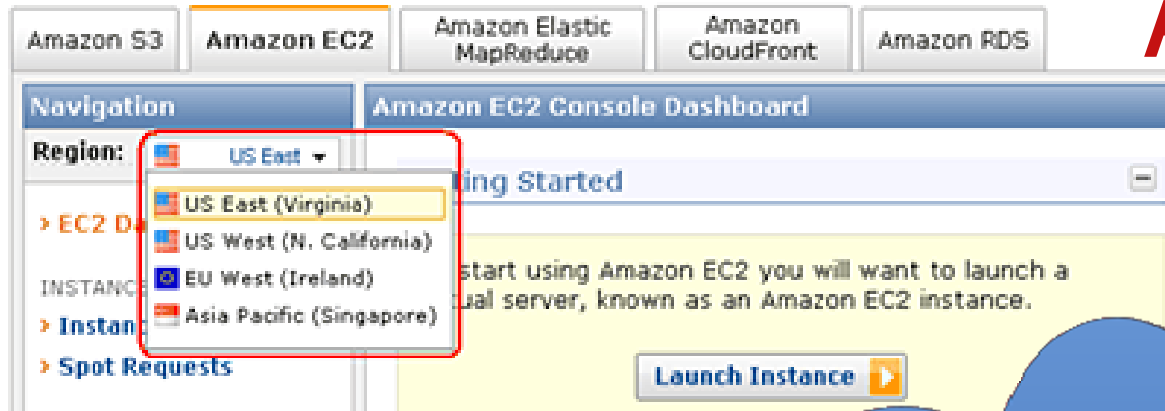 Amazon S3
Amazon EC2
Amazon Elastic
MapReduce
Amazon
CloudFront
Amazon RDS
Navigation
Amazon EC2 Console Dashboard
Region:
US East
US East (Virginia)
US West (N. California)
EU West (Ireland)
Asia Pacific (Singapore)
ing Started
EC2 Da
INSTANCE
Instan
Spot Requests
start using Amazon EC2 you will want to launch a
ual server, known as an Amazon EC2 instance.
Launch Instance